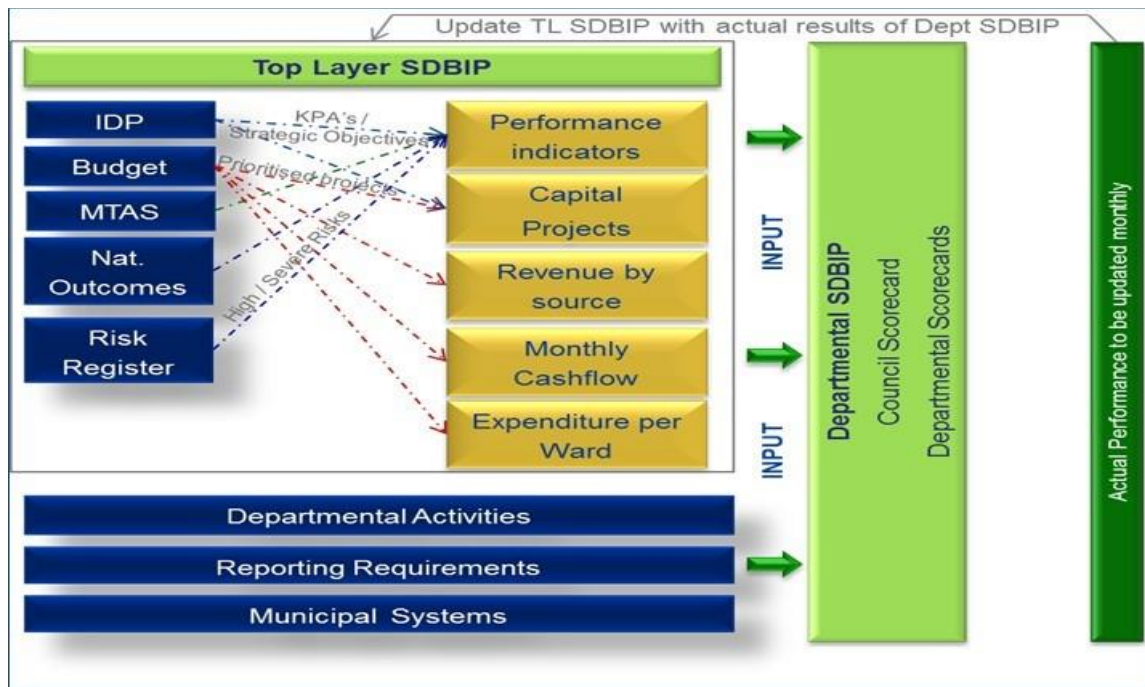 Update TL SDBIP with actual results of Dept SDBIP
Top Layer SDBIP
IDP
Budget
MTAS
Nat.
Outcomes
Risk
Register
KPA's /
Strategic Objectives
Prioritised projects
High / Severe Risks
Performance
indicators
Capital
Projects
Revenue by
source
Monthly
Cashflow
Expenditure per
Ward
INPUT
INPUT
Departmental SDBIP
Council Scorecard
Departmental Scorecards
Actual Performance to be updated monthly
Departmental Activities
Reporting Requirements
Municipal Systems